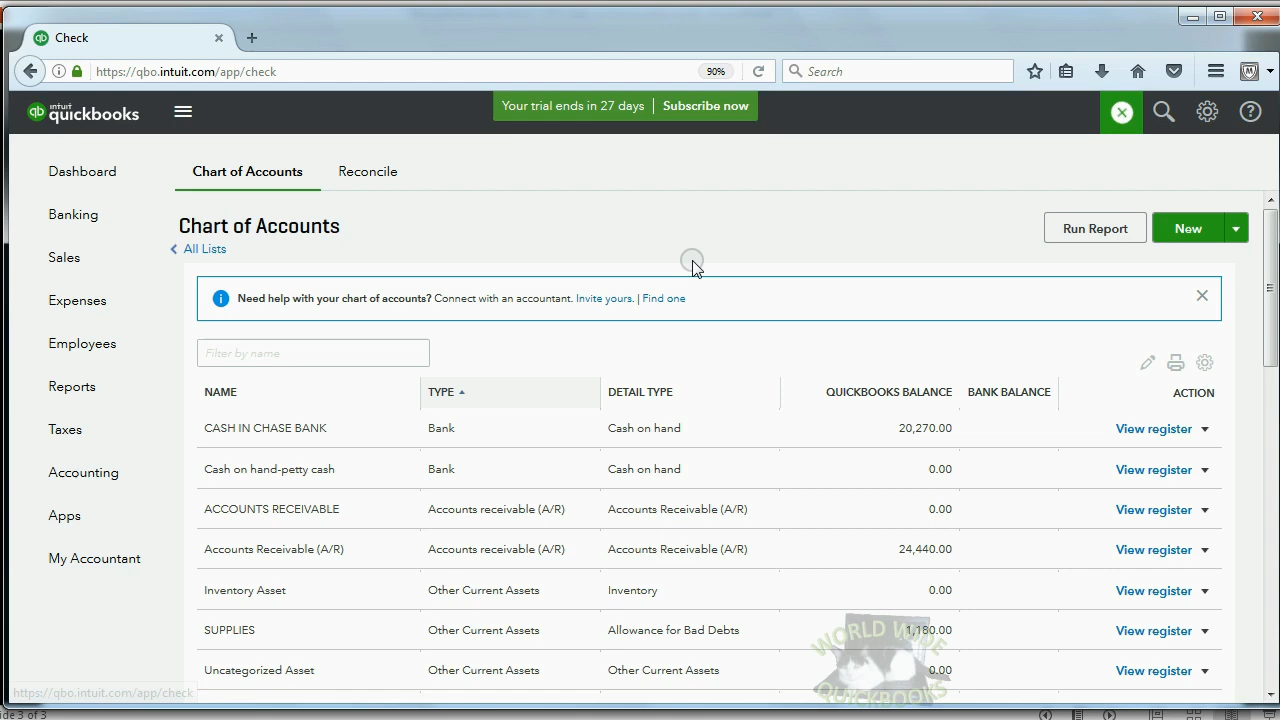 Check
https://qbo.intuit.com/app/check
90%
Search
intuit
quickbooks
Your trial ends in 27 days
Subscribe now
Dashboard
Banking
Sales
Expenses
Employees
Reports
Taxes
Accounting
Apps
My Accountant
Chart of Accounts
Reconcile
Chart of Accounts
All Lists
Run Report
New
Need help with your chart of accounts? Connect with an accountant. Invite yours. | Find one
Filter by name
NAME TYPE DETAIL TYPE QUICKBOOKS BALANCE BANK BALANCE ACTION
CASH IN CHASE BANK Bank Cash on hand 20,270.00 View register
Cash on hand-petty cash Bank Cash on hand 0.00 View register
ACCOUNTS RECEIVABLE Accounts receivable (A/R) Accounts Receivable (A/R) 0.00 View register
Accounts Receivable (A/R) Accounts receivable (A/R) Accounts Receivable (A/R) 24,440.00 View register
Inventory Asset Other Current Assets Inventory 0.00 View register
SUPPLIES Other Current Assets Allowance for Bad Debts 1,180.00 View register
Uncategorized Asset Other Current Assets Other Current Assets 0.00 View register
WORLD WIDE
QUICKBOOKS
https://qbo.intuit.com/app/check
ide 3 of 3